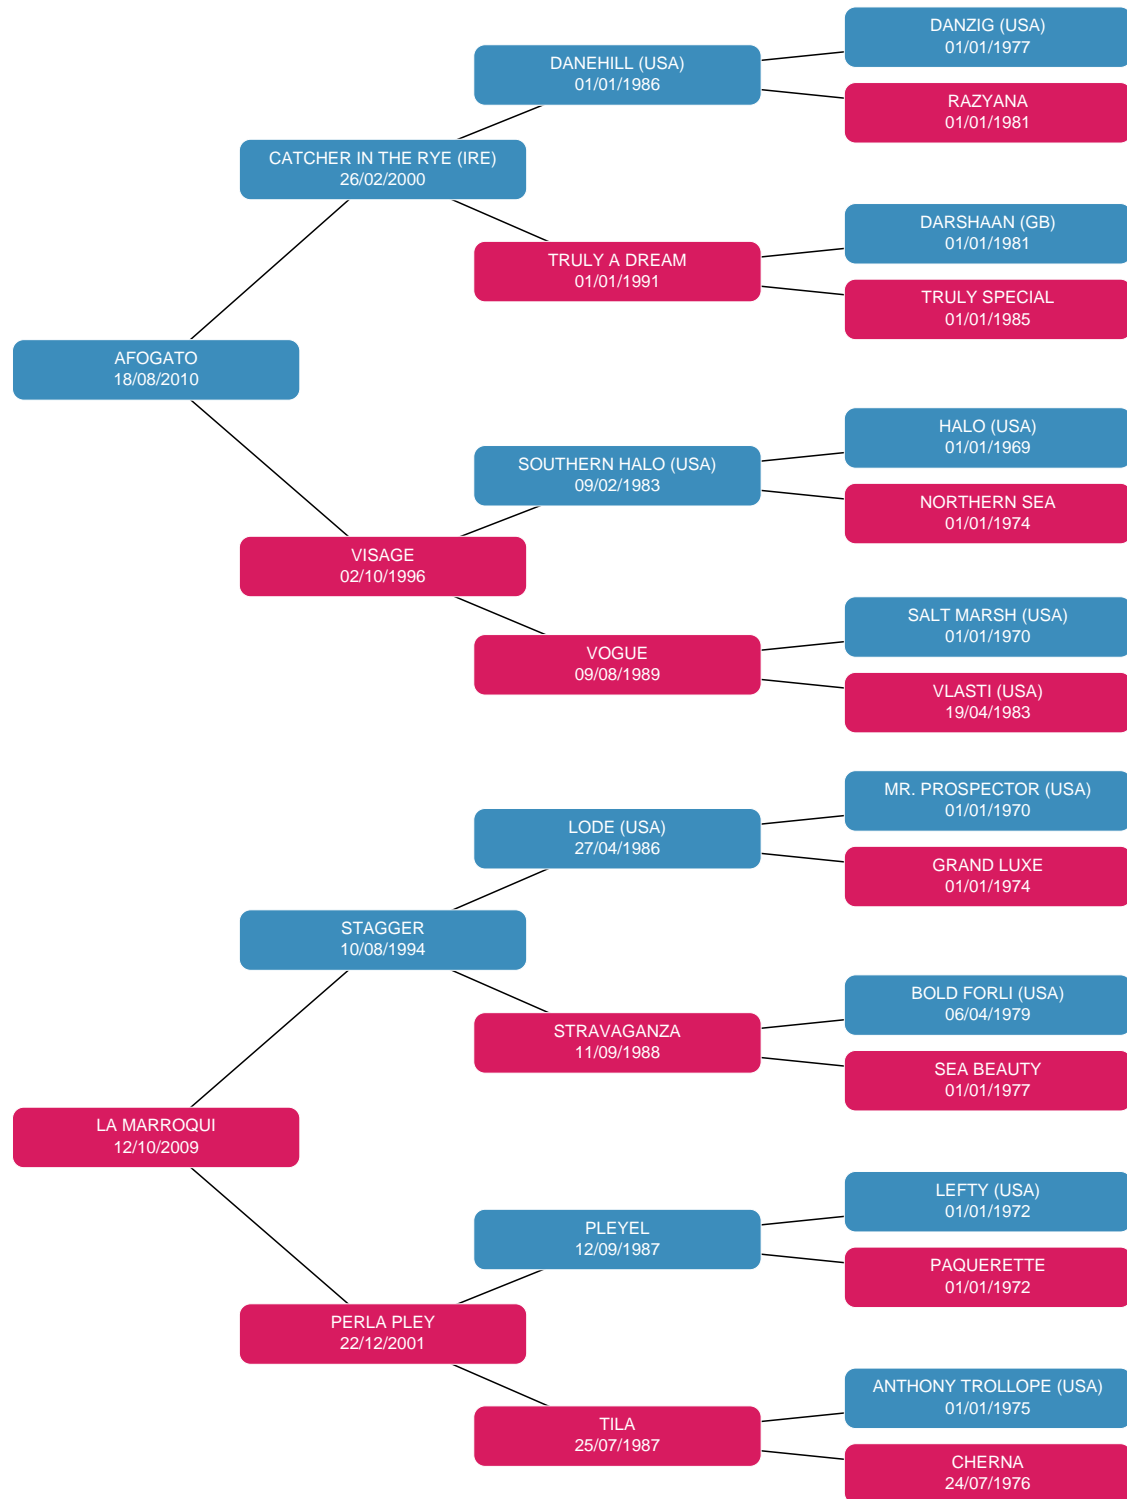 DANZIG (USA)
01/01/1977
DANEHILL (USA)
01/01/1986
RAZYANA
01/01/1981
CATCHER IN THE RYE (IRE)
26/02/2000
DARSHAAN (GB)
01/01/1981
TRULY A DREAM
01/01/1991
TRULY SPECIAL
01/01/1985
AFOGATO
18/08/2010
HALO (USA)
01/01/1969
SOUTHERN HALO (USA)
09/02/1983
NORTHERN SEA
01/01/1974
VISAGE
02/10/1996
SALT MARSH (USA)
01/01/1970
VOGUE
09/08/1989
VLASTI (USA)
19/04/1983
MR. PROSPECTOR (USA)
01/01/1970
LODE (USA)
27/04/1986
GRAND LUXE
01/01/1974
STAGGER
10/08/1994
BOLD FORLI (USA)
06/04/1979
STRAVAGANZA
11/09/1988
SEA BEAUTY
01/01/1977
LA MARROQUI
12/10/2009
LEFTY (USA)
01/01/1972
PLEYEL
12/09/1987
PAQUERETTE
01/01/1972
PERLA PLEY
22/12/2001
ANTHONY TROLLOPE (USA)
01/01/1975
TILA
25/07/1987
CHERNA
24/07/1976